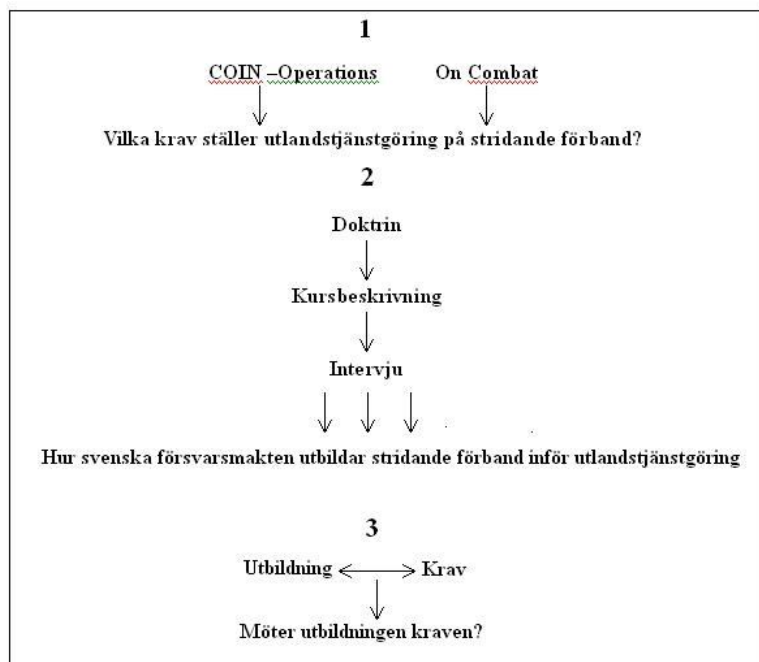 1
COIN –Operations On Combat
Vilka krav ställer utlandstjänstgöring på stridande förband?
2
Doktrin
Kursbeskrivning
Intervju
Hur svenska försvarsmakten utbildar stridande förband inför utlandstjänstgöring
3
Utbildning Krav
Möter utbildningen kraven?